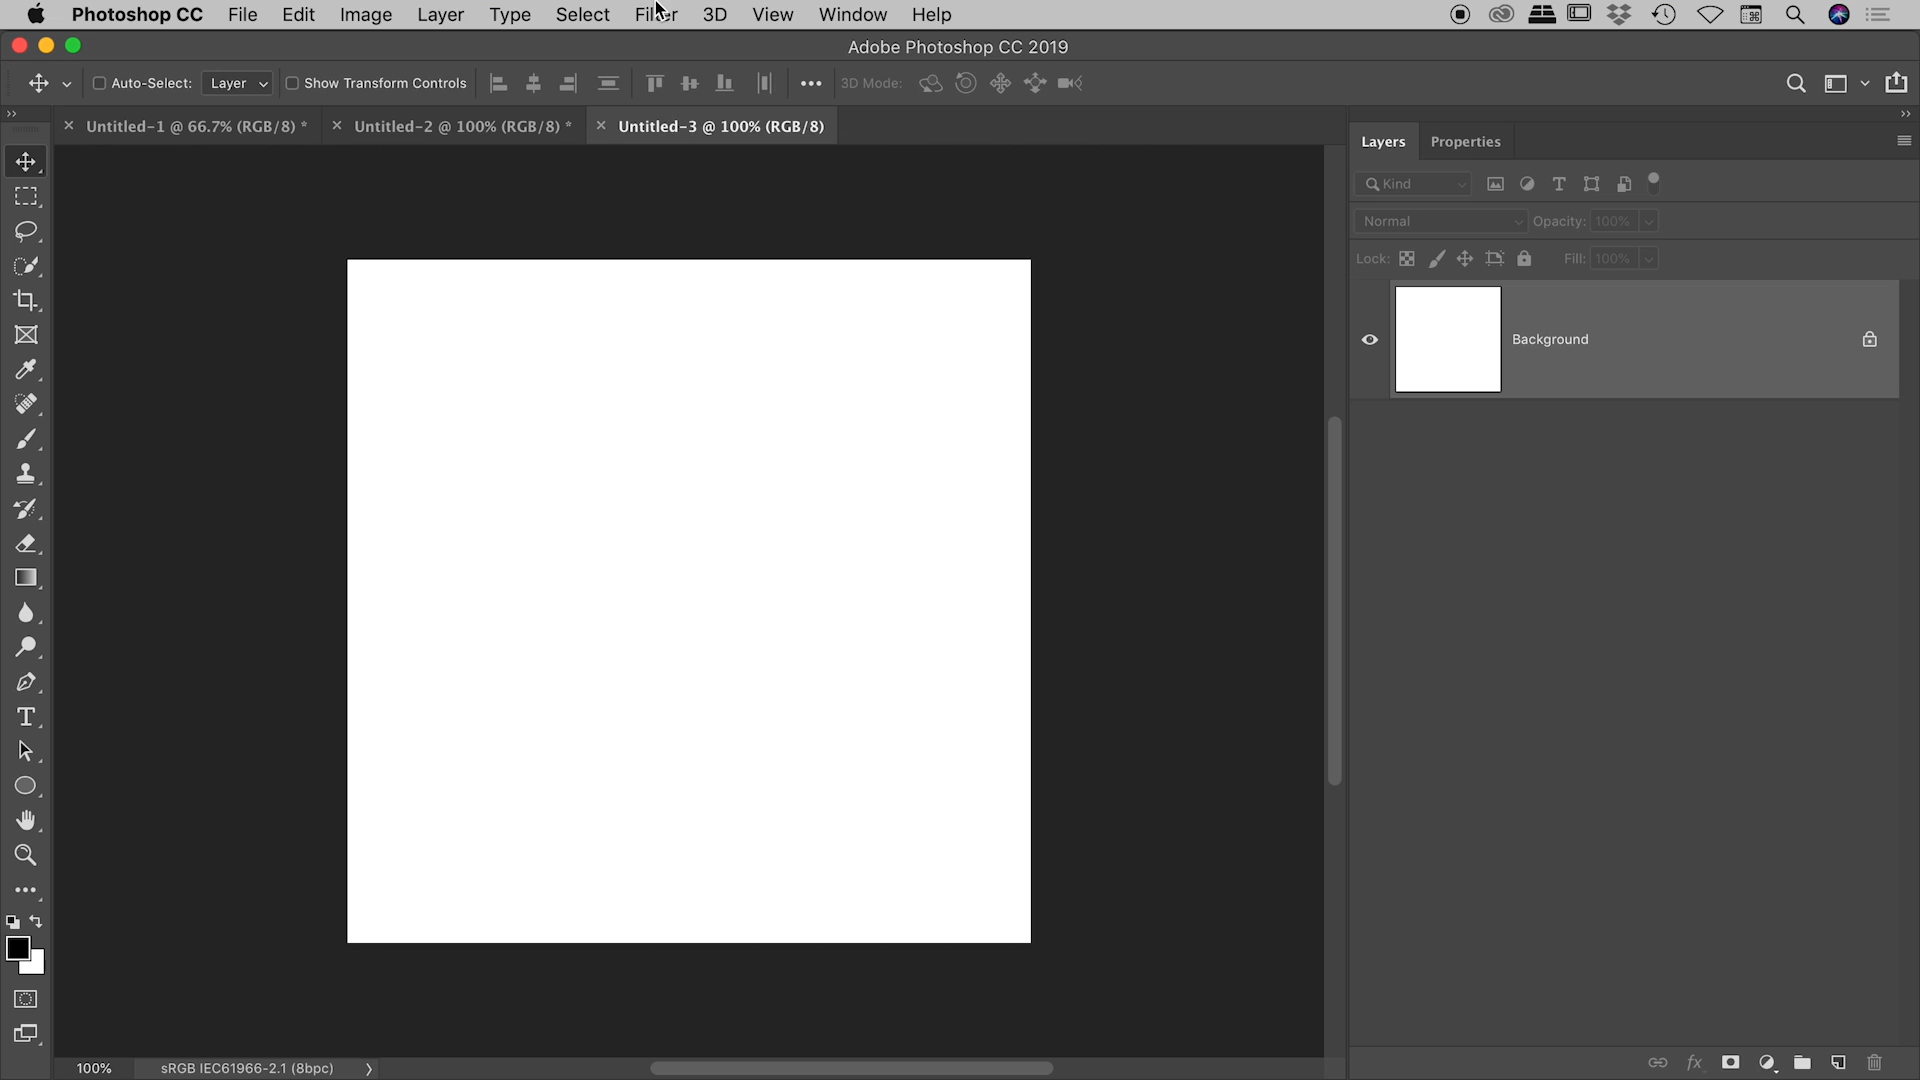 Photoshop CC File Edit Image Layer Type Select Filter 3D View Window Help
Adobe Photoshop CC 2019
Auto-Select: Layer Show Transform Controls 3D Mode:
Untitled-1 @ 66.7% (RGB/8) * Untitled-2 @ 100% (RGB/8) * Untitled-3 @ 100% (RGB/8)
Layers Properties
Kind
Normal Opacity: 100%
Lock: Fill: 100%
Background
100% sRGB IEC61966-2.1 (8bpc)